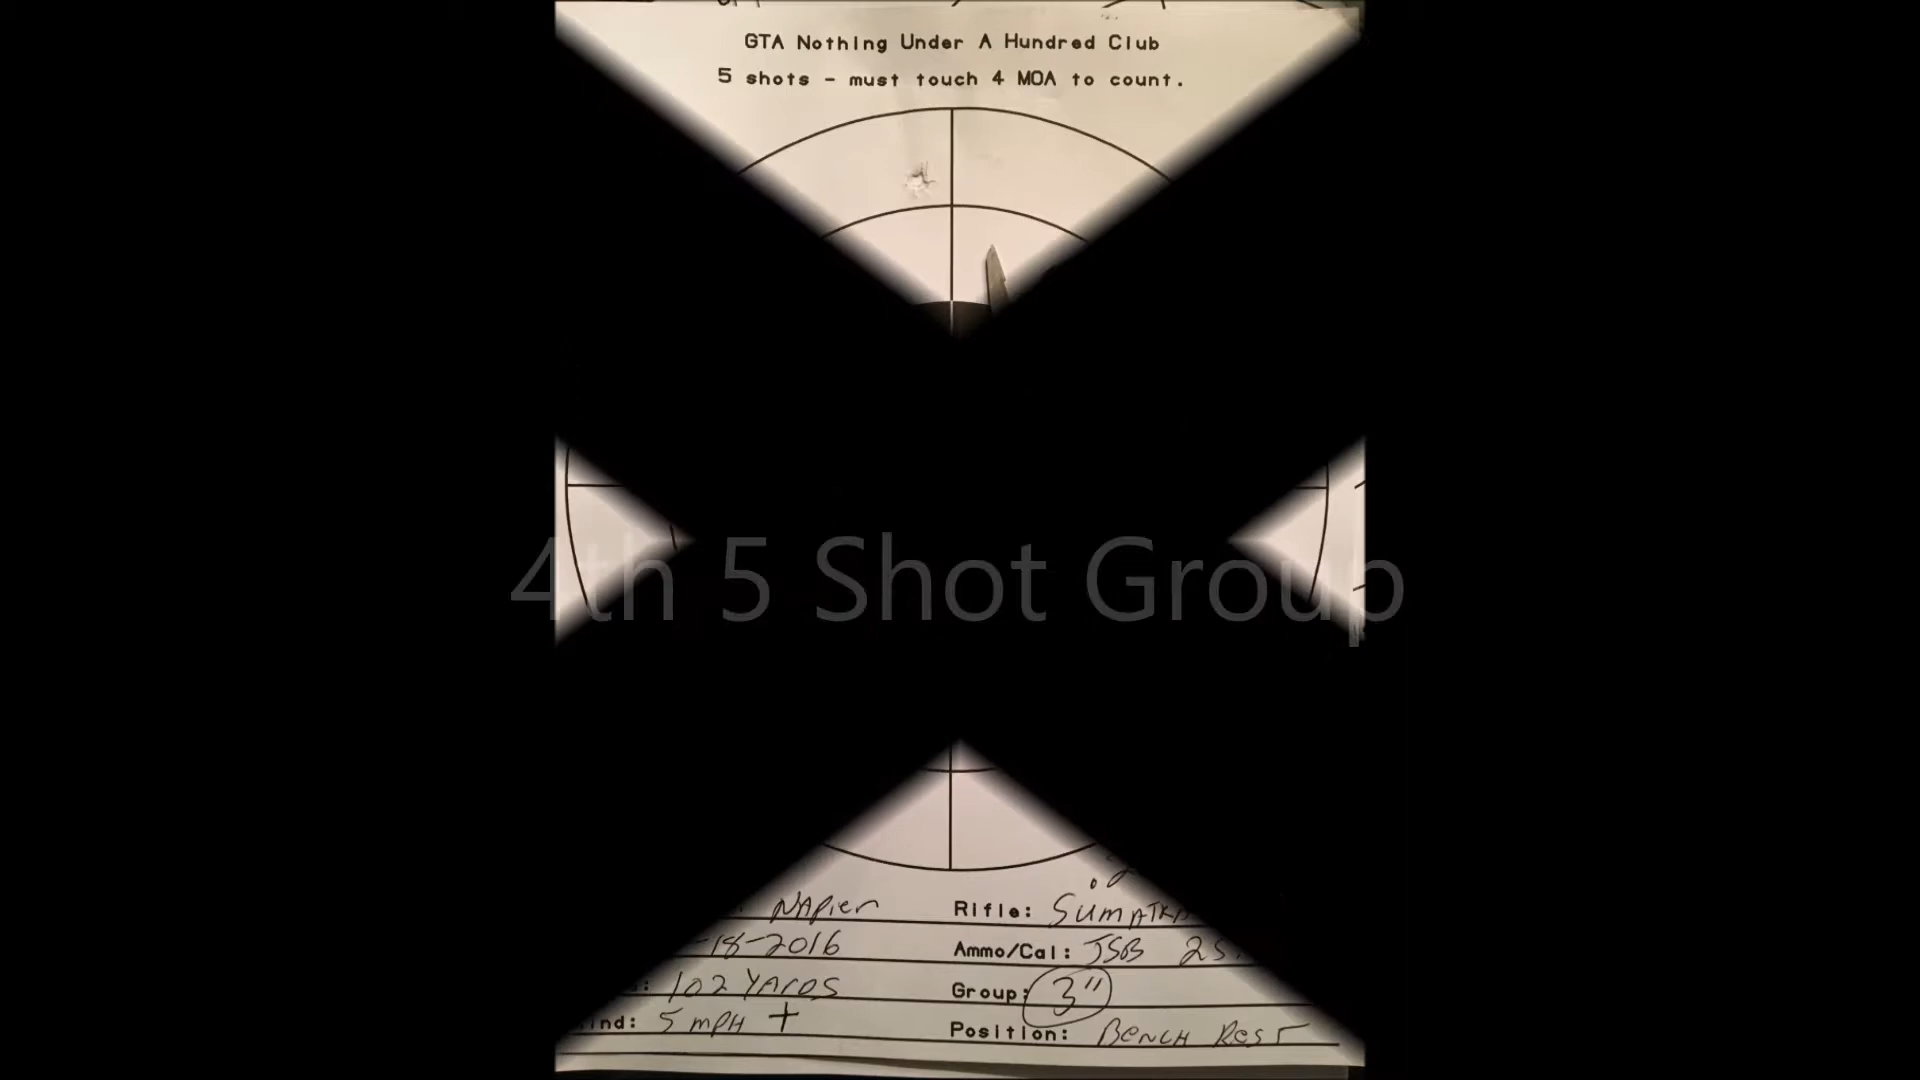 GTA Nothing Under A Hundred Club
5 shots - must touch 4 MOA to count.
4th 5 Shot Group
Napier Rifle: Sumatra
-18-2016 Ammo/Cal: JSB 25
102 Yards Group: 3"
5 mpH + Position: Bench Rest